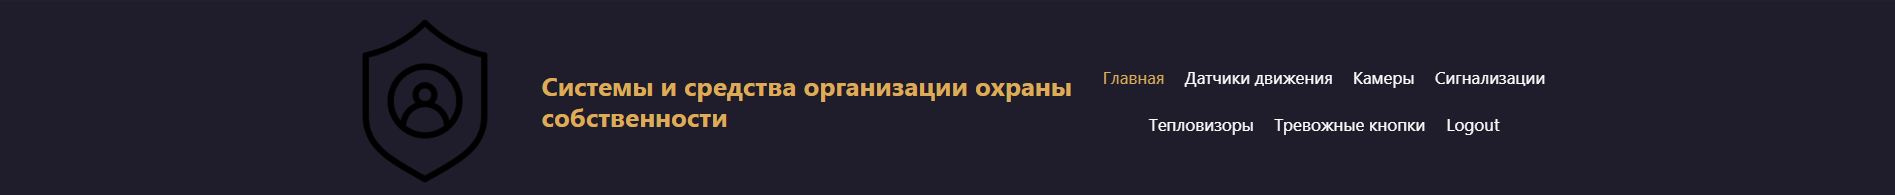 Системы и средства организации охраны
собственности
Главная Датчики движения Камеры Сигнализации
Тепловизоры Тревожные кнопки Logout